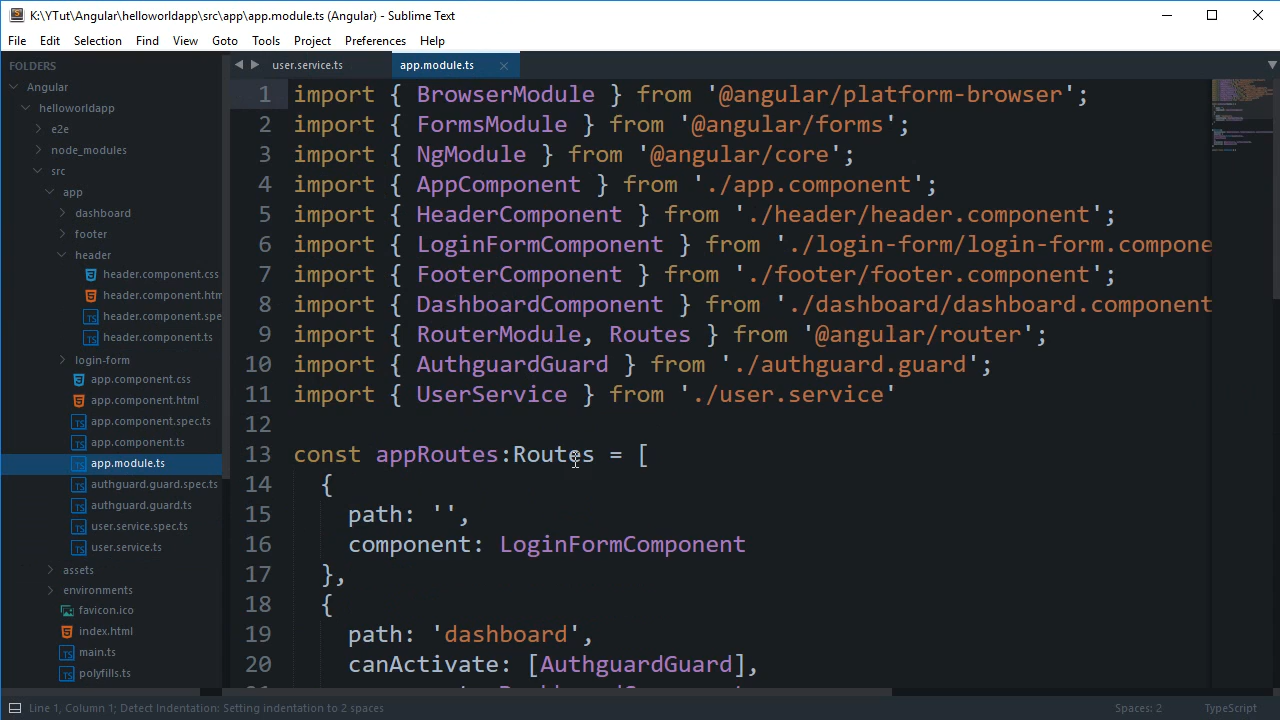 K:\YTut\Angular\helloworldapp\src\app\app.module.ts (Angular) - Sublime Text
File Edit Selection Find View Goto Tools Project Preferences Help
FOLDERS
Angular
helloworldapp
e2e
node_modules
src
app
dashboard
footer
header
header.component.css
header.component.htm
header.component.spe
header.component.ts
login-form
app.component.css
app.component.html
app.component.spec.ts
app.component.ts
app.module.ts
authguard.guard.spec.ts
authguard.guard.ts
user.service.spec.ts
user.service.ts
assets
environments
favicon.ico
index.html
main.ts
polyfills.ts
user.service.ts app.module.ts
1 import { BrowserModule } from '@angular/platform-browser';
2 import { FormsModule } from '@angular/forms';
3 import { NgModule } from '@angular/core';
4 import { AppComponent } from './app.component';
5 import { HeaderComponent } from './header/header.component';
6 import { LoginFormComponent } from './login-form/login-form.compone
7 import { FooterComponent } from './footer/footer.component';
8 import { DashboardComponent } from './dashboard/dashboard.component
9 import { RouterModule, Routes } from '@angular/router';
10 import { AuthguardGuard } from './authguard.guard';
11 import { UserService } from './user.service'
12
13 const appRoutes:Routes = [
14 {
15 path: '',
16 component: LoginFormComponent
17 },
18 {
19 path: 'dashboard',
20 canActivate: [AuthguardGuard],
Line 1, Column 1; Detect Indentation: Setting indentation to 2 spaces
Spaces: 2 TypeScript